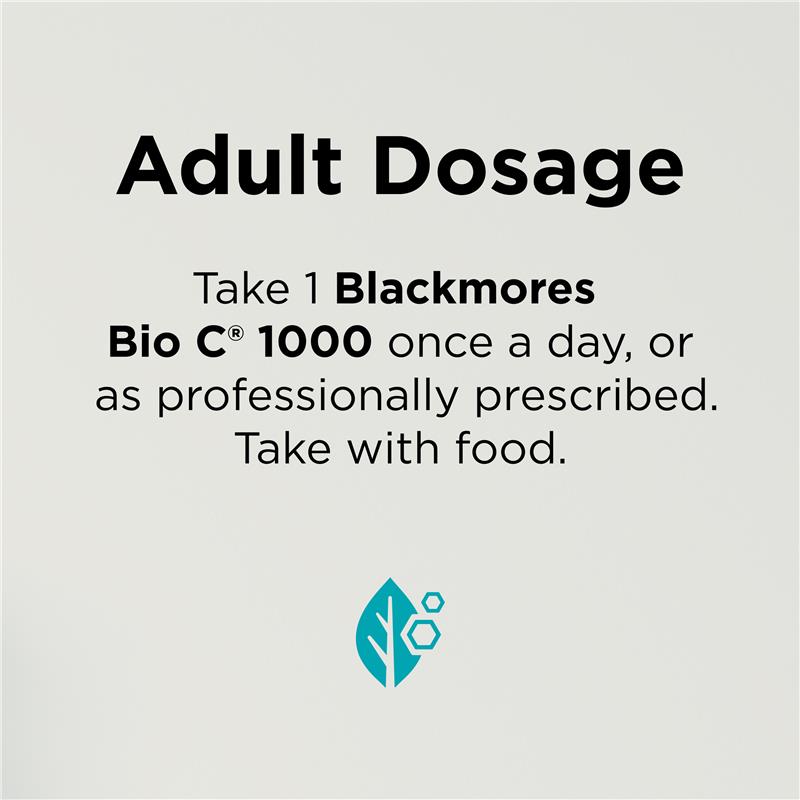 Adult Dosage
Take 1 Blackmores
Bio C® 1000 once a day, or
as professionally prescribed.
Take with food.